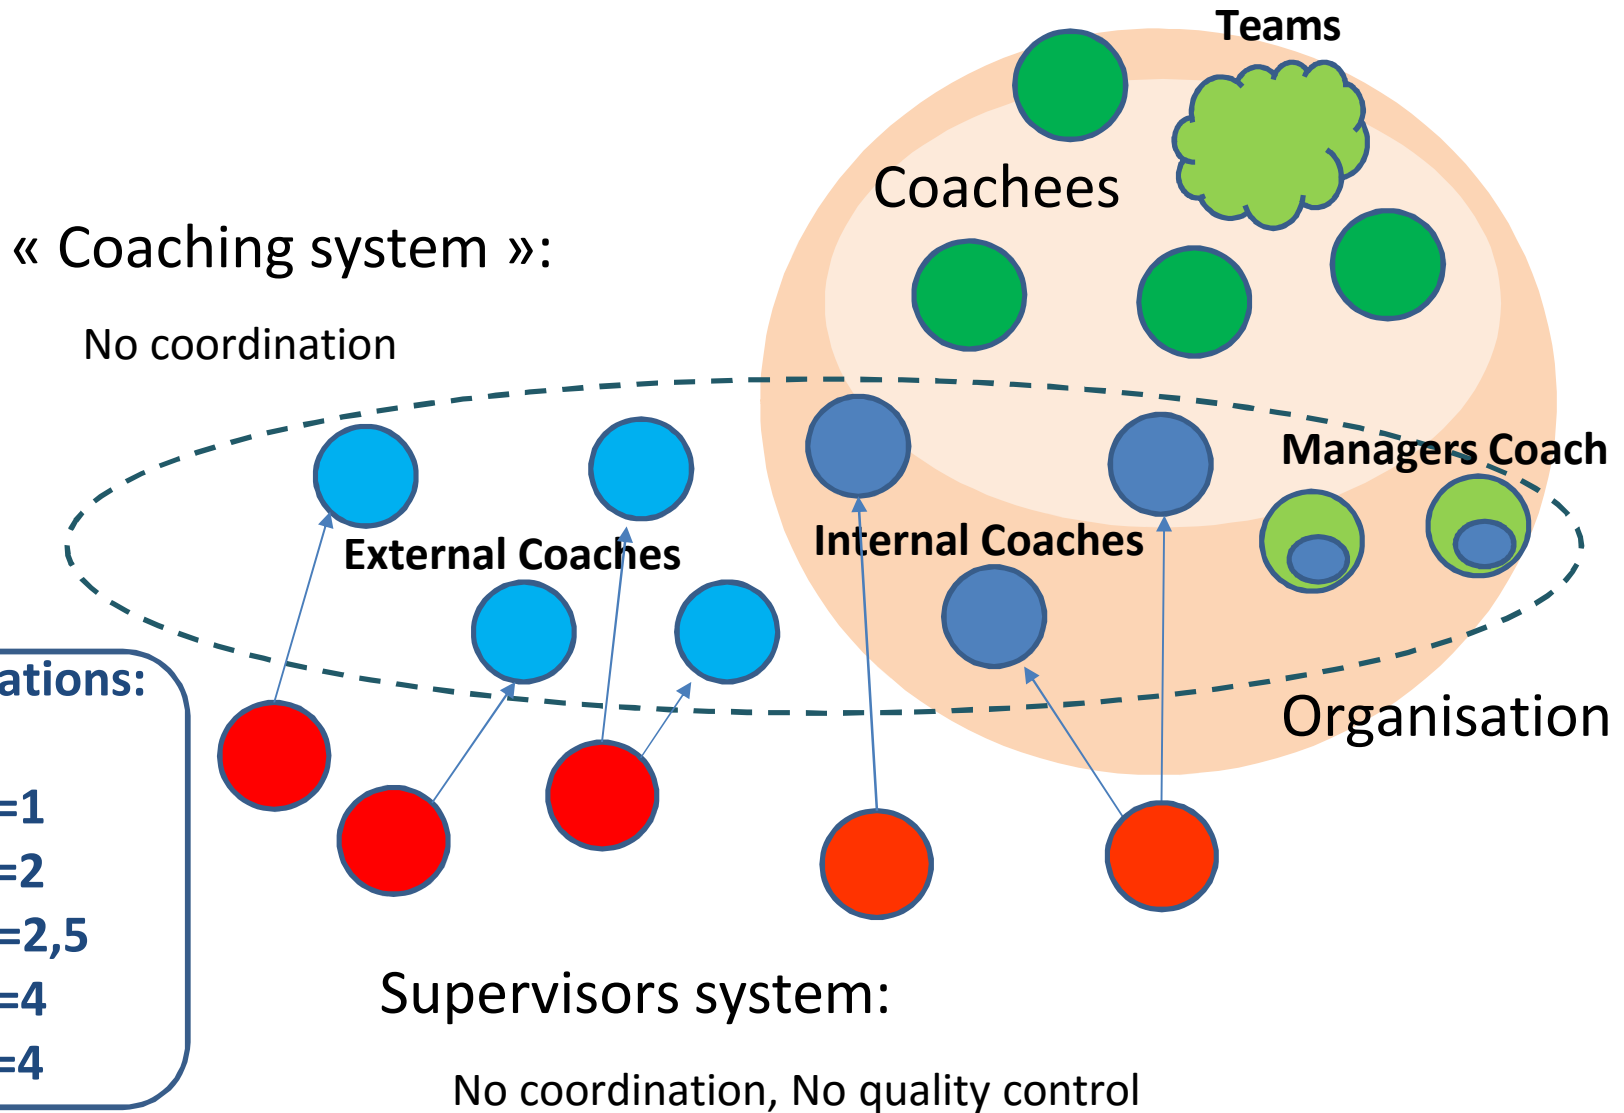 Teams
Coachees
« Coaching system »:
No coordination
Managers Coach
External Coaches
Internal Coaches
ations:
Organisation
=1
=2
=2,5
=4
=4
Supervisors system:
No coordination, No quality control